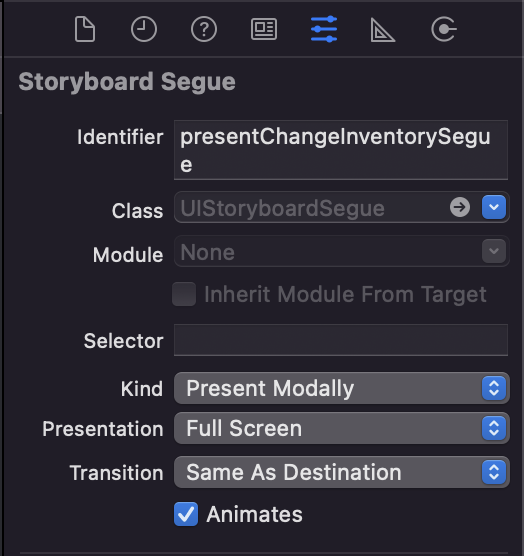 Storyboard Segue
Identifier presentChangeInventorySegu
e
Class UIStoryboardSegue
Module None
Inherit Module From Target
Selector
Kind Present Modally
Presentation Full Screen
Transition Same As Destination
Animates